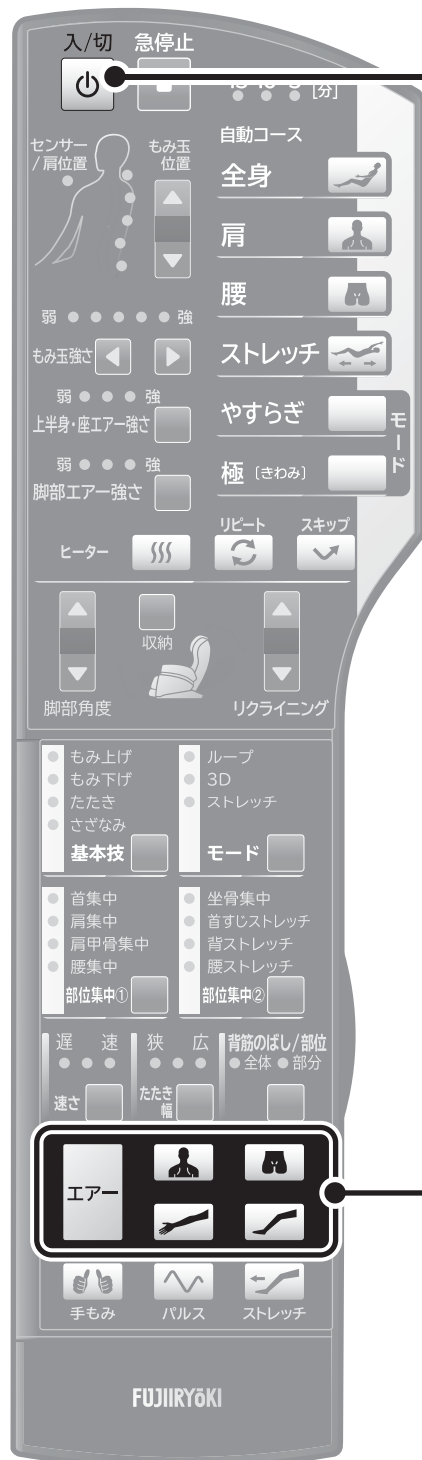 入/切 急停止
[分]
センサー
/肩位置
もみ玉
位置
自動コース
全身
肩
腰
弱 強
もみ玉強さ
ストレッチ
弱 強
上半身・座エアー強さ
やすらぎ
弱 強
脚部エアー強さ
極〔きわみ〕
モード
ヒーター
リピート
スキップ
収納
脚部角度
リクライニング
もみ上げ
もみ下げ
たたき
さざなみ
基本技
ループ
3D
ストレッチ
モード
首集中
肩集中
肩甲骨集中
腰集中
部位集中①
坐骨集中
首すじストレッチ
背ストレッチ
腰ストレッチ
部位集中②
遅 速
速さ
狭 広
たたき
幅
背筋のばし/部位
全体 部分
エアー
手もみ
パルス
ストレッチ
FUJIIRYōKI